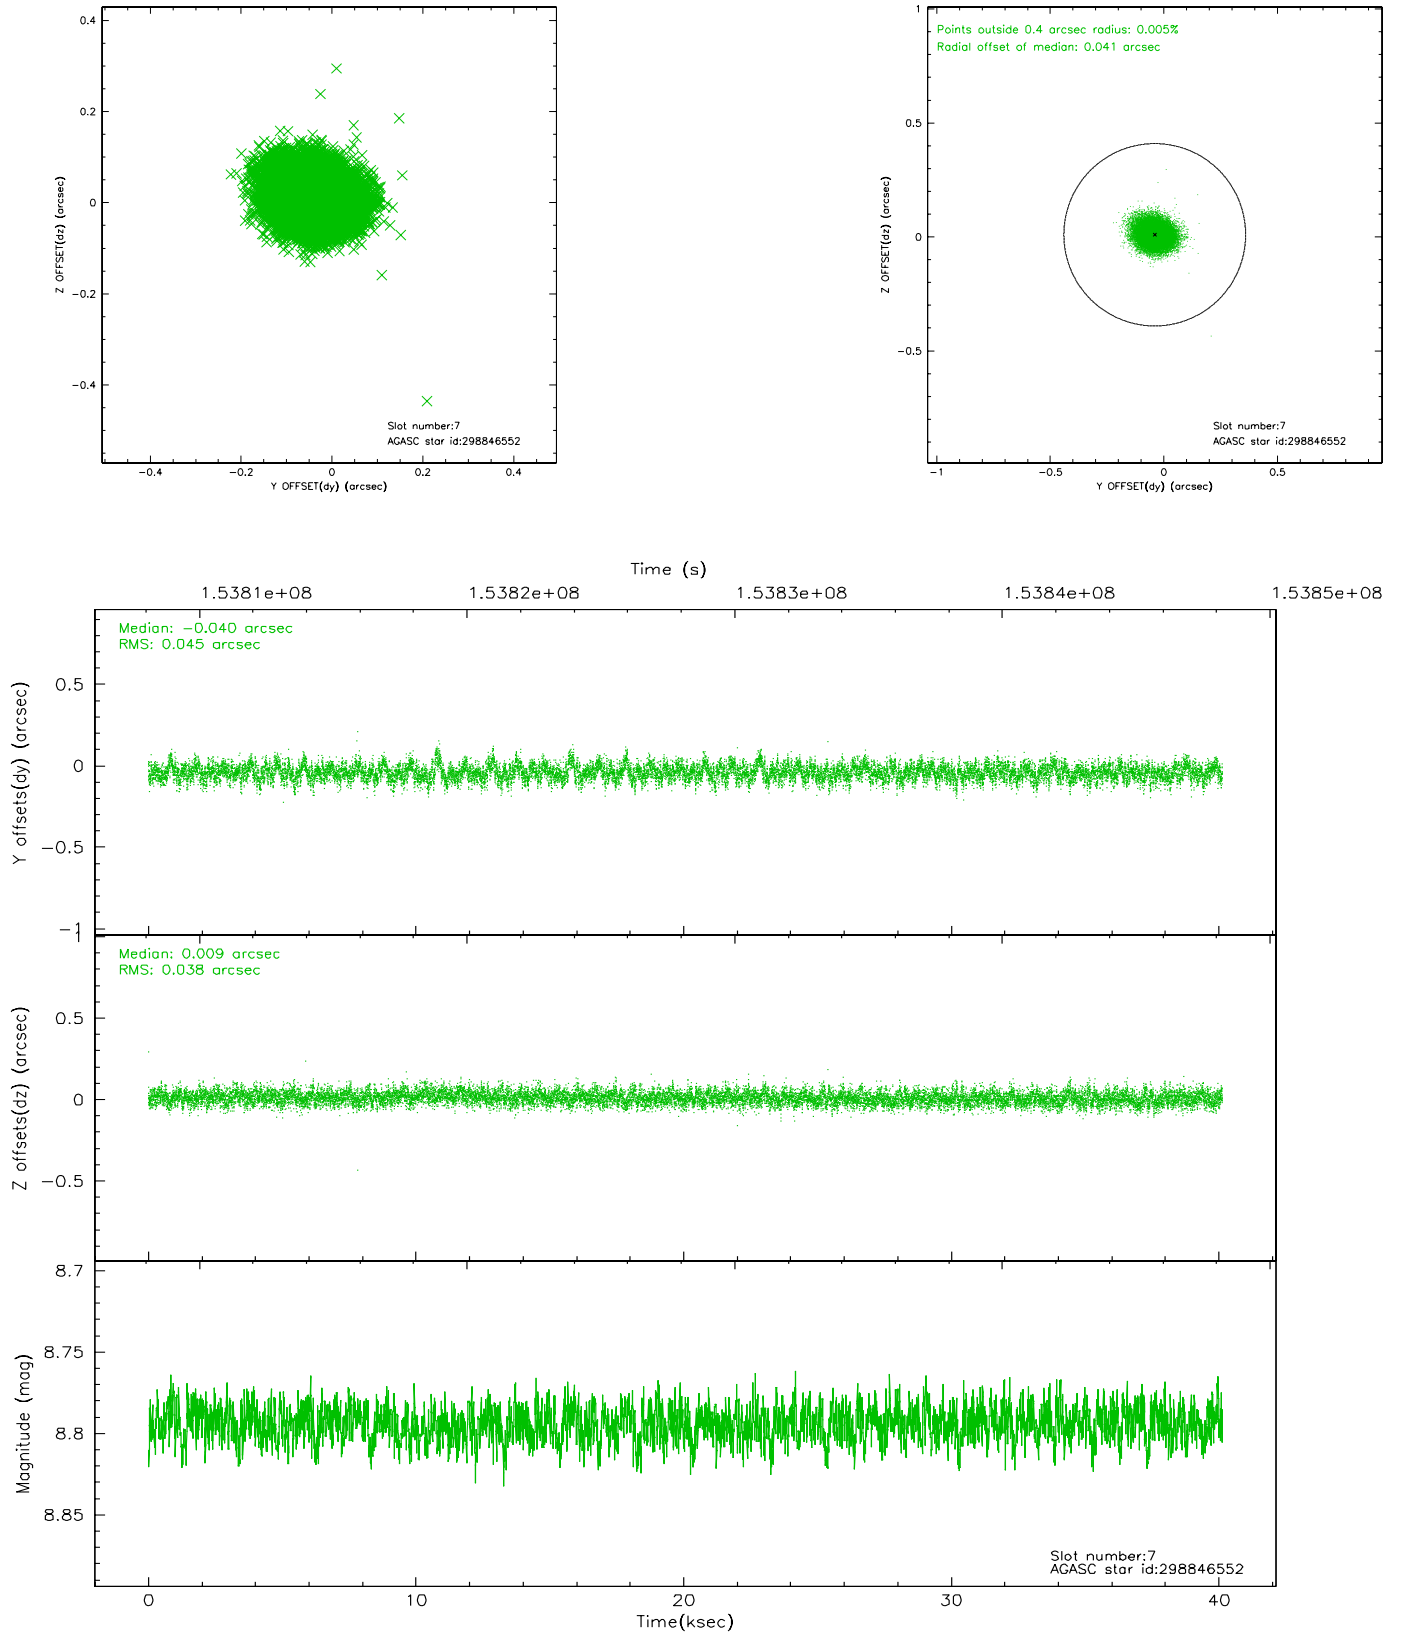 0.4
0.2
0
−0.2
−0.4
Z OFFSET(dz) (arcsec)
−0.4
−0.2
0
0.2
0.4
Y OFFSET(dy) (arcsec)
Slot number:7
AGASC star id:298846552
Points outside 0.4 arcsec radius: 0.005%
Radial offset of median: 0.041 arcsec
1
0.5
0
−0.5
Z OFFSET(dz) (arcsec)
−1
−0.5
0
0.5
Y OFFSET(dy) (arcsec)
Slot number:7
AGASC star id:298846552
Time (s)
1.5381e+08
1.5382e+08
1.5383e+08
1.5384e+08
1.5385e+08
Median: −0.040 arcsec
RMS: 0.045 arcsec
0.5
0
−0.5
−1
Y offsets(dy) (arcsec)
Median: 0.009 arcsec
RMS: 0.038 arcsec
1
0.5
0
−0.5
Z offsets(dz) (arcsec)
8.7
8.75
8.8
8.85
Magnitude (mag)
Slot number:7
AGASC star id:298846552
0
10
20
30
40
Time(ksec)